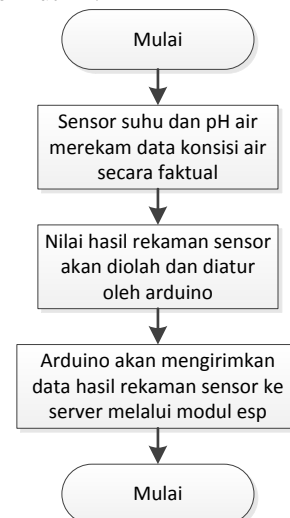 Mulai
Sensor suhu dan pH air
merekam data konsisi air
secara faktual
Nilai hasil rekaman sensor
akan diolah dan diatur
oleh arduino
Arduino akan mengirimkan
data hasil rekaman sensor ke
server melalui modul esp
Mulai